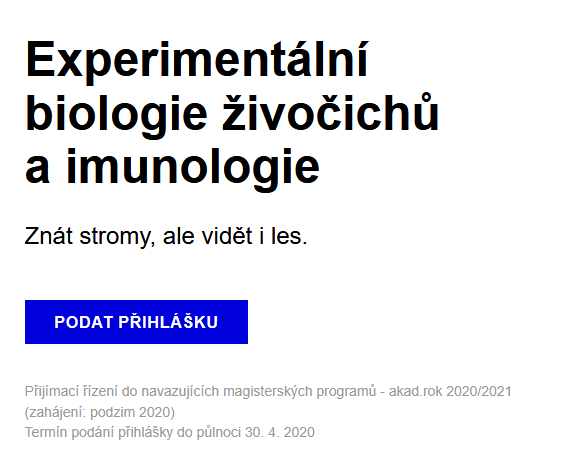 Experimentální
biologie živočichů
a imunologie
Znát stromy, ale vidět i les.
PODAT PŘIHLÁŠKU
Přijímací řízení do navazujících magisterských programů - akad.rok 2020/2021
(zahájení: podzim 2020)
Termín podání přihlášky do půlnoci 30. 4. 2020